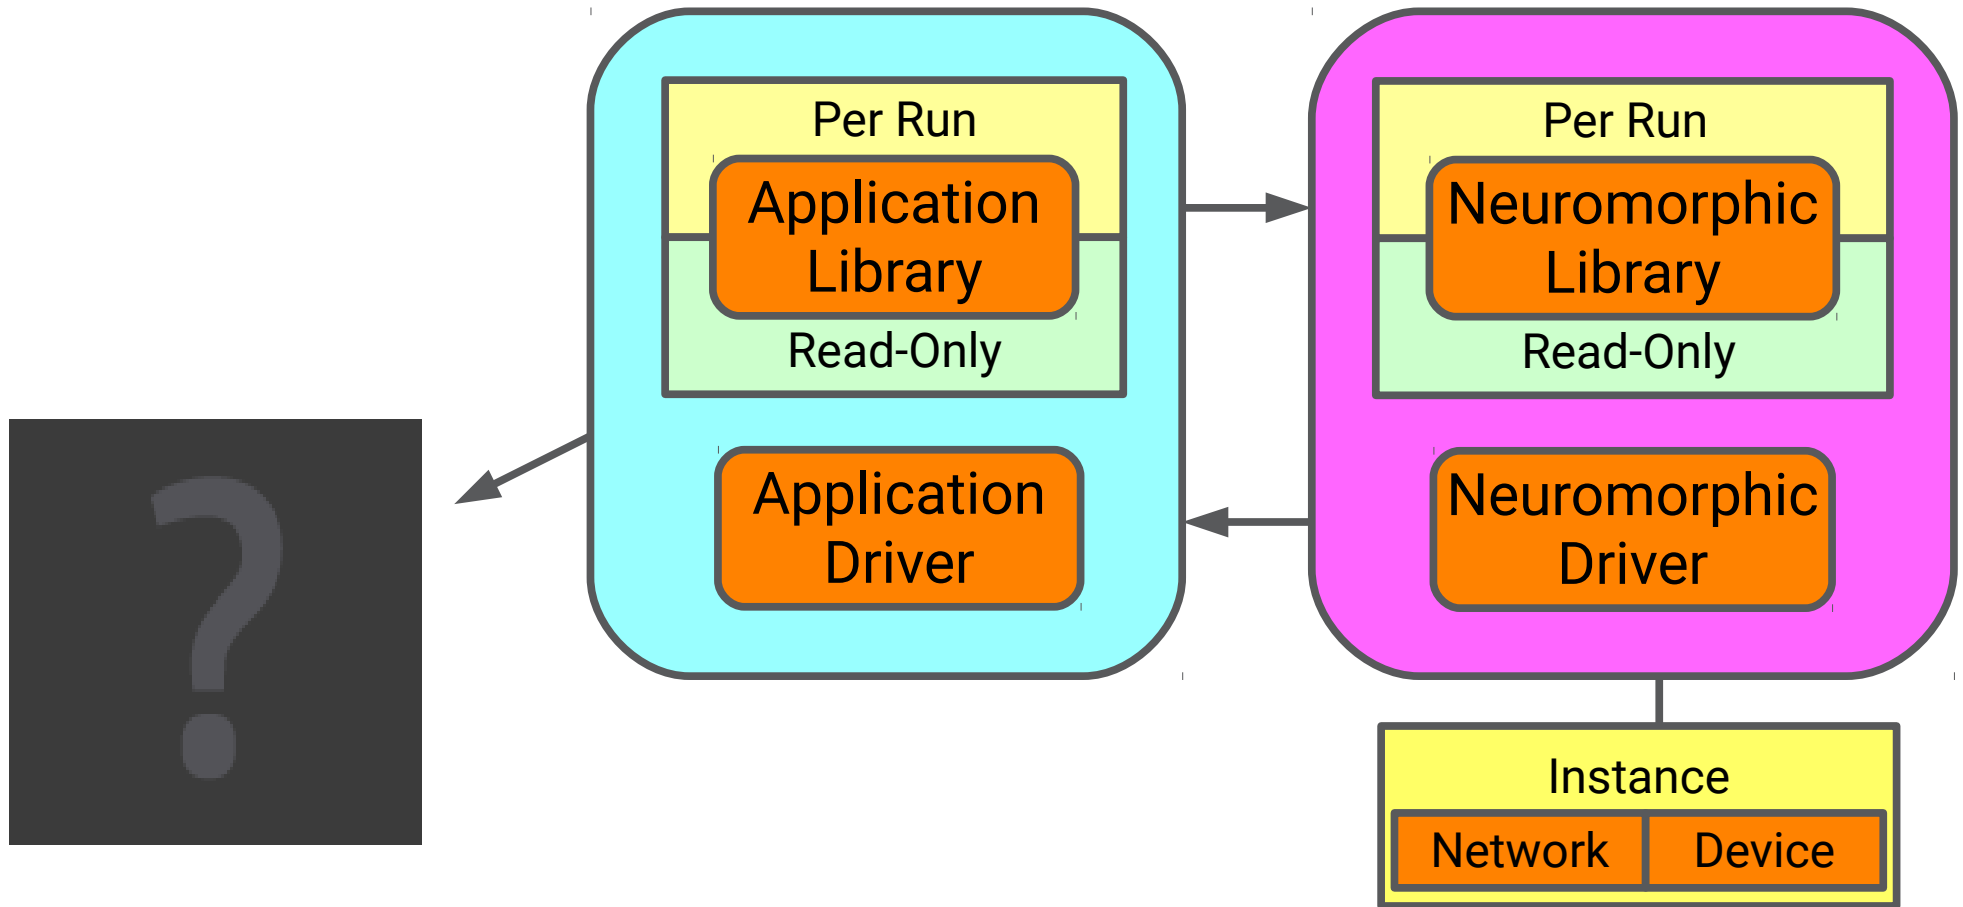 Per Run
Application
Library
Read-Only
Application
Driver
Per Run
Neuromorphic
Library
Read-Only
Neuromorphic
Driver
?
Instance
Network
Device